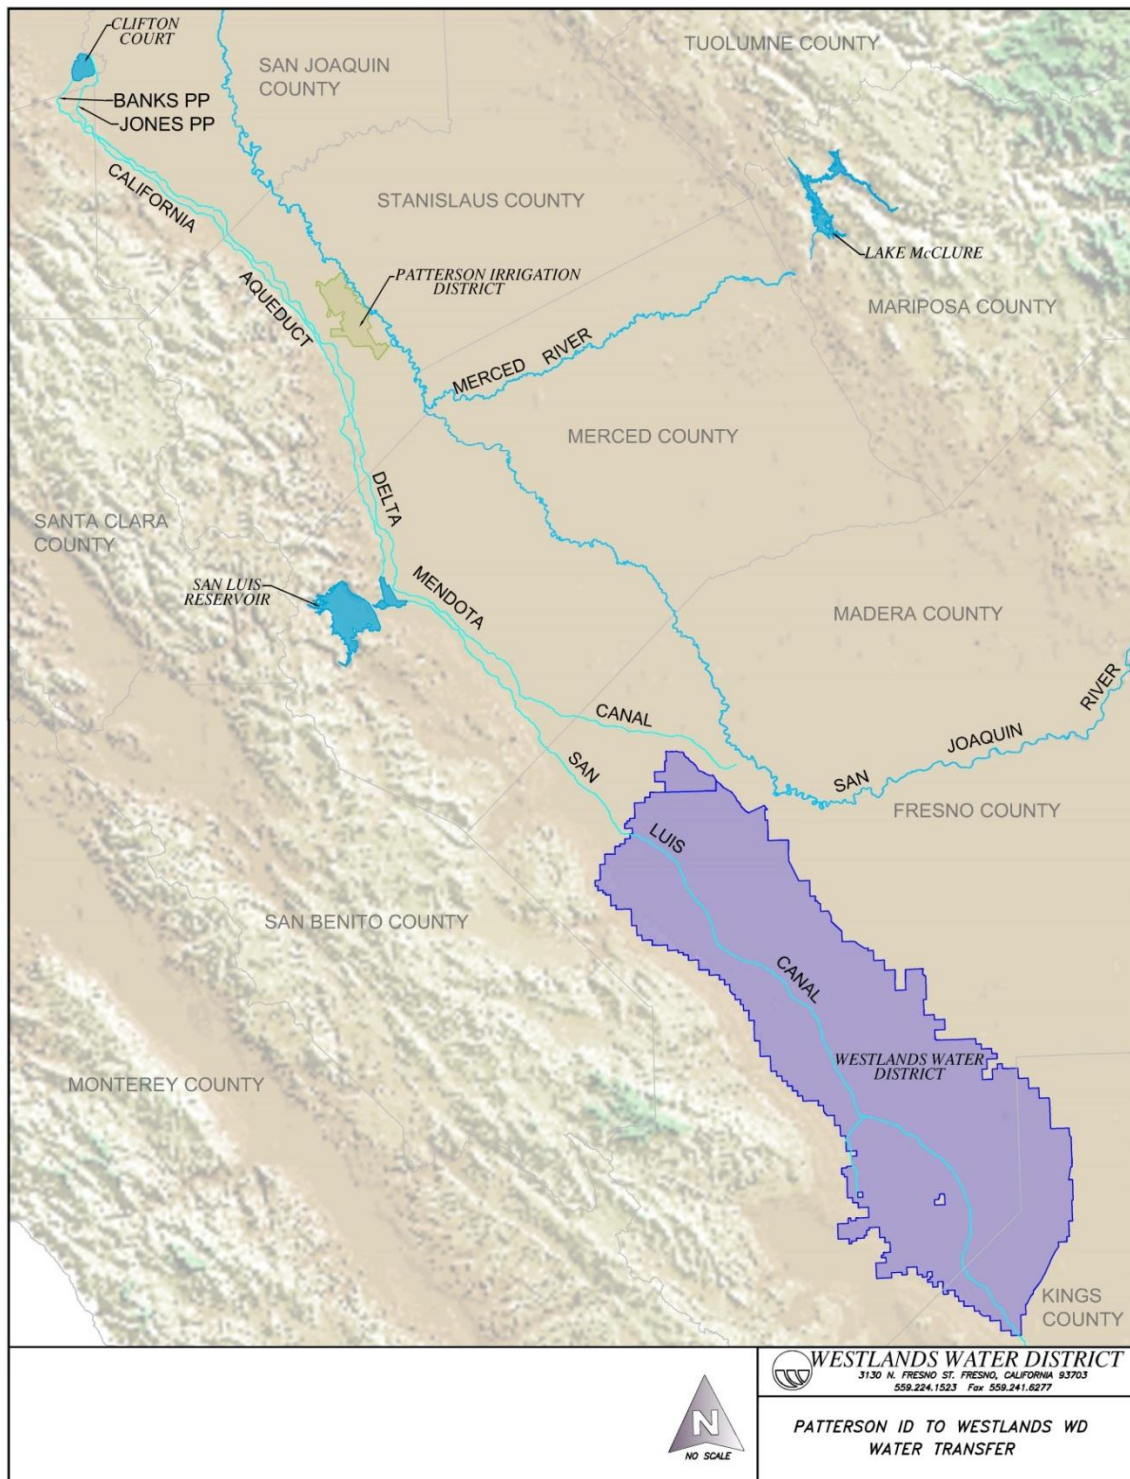 CLIFTON
COURT
TUOLUMNE COUNTY
SAN JOAQUIN
COUNTY
BANKS PP
JONES PP
CALIFORNIA
STANISLAUS COUNTY
LAKE McCLURE
AQUEDUCT
PATTERSON IRRIGATION
DISTRICT
MARIPOSA COUNTY
MERCED RIVER
MERCED COUNTY
DELTA
SANTA CLARA
COUNTY
SAN LUIS
RESERVOIR
MENDOTA
MADERA COUNTY
CANAL
SAN JOAQUIN RIVER
SAN
FRESNO COUNTY
LUIS
SAN BENITO COUNTY
CANAL
WESTLANDS WATER
DISTRICT
MONTEREY COUNTY
KINGS
COUNTY
N
NO SCALE
WESTLANDS WATER DISTRICT
3130 N. FRESNO ST. FRESNO, CALIFORNIA 93703
559.224.1523 Fax 559.241.6277
PATTERSON ID TO WESTLANDS WD
WATER TRANSFER